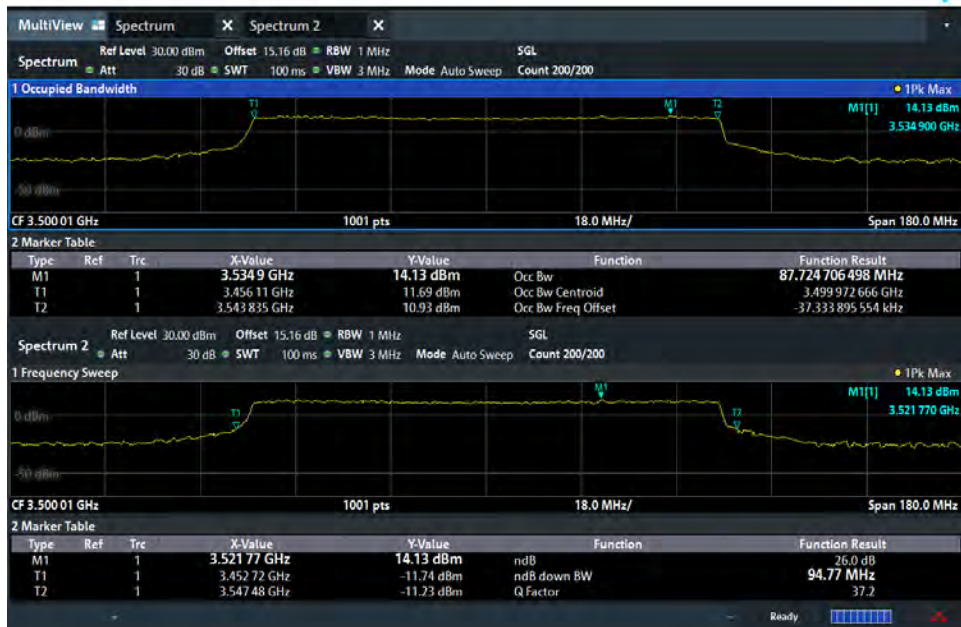 MultiView Spectrum X Spectrum 2 X
Spectrum Ref Level 30.00 dBm Offset 15.16 dB RBW 1 MHz SGL
Att 30 dB SWT 100 ms VBW 3 MHz Mode Auto Sweep Count 200/200
1 Occupied Bandwidth 1Pk Max
T1 M1 T2 M1[1] 14.13 dBm
0 dBm 3.534 900 GHz
-50 dBm
CF 3.500 01 GHz 1001 pts 18.0 MHz/ Span 180.0 MHz
2 Marker Table
Type Ref Trc X-Value Y-Value Function Function Result
M1 1 3.534 9 GHz 14.13 dBm Occ Bw 87.724 706 498 MHz
T1 1 3.456 11 GHz 11.69 dBm Occ Bw Centroid 3.499 972 666 GHz
T2 1 3.543 835 GHz 10.93 dBm Occ Bw Freq Offset -37.333 895 554 kHz
Spectrum 2 Ref Level 30.00 dBm Offset 15.16 dB RBW 1 MHz SGL
Att 30 dB SWT 100 ms VBW 3 MHz Mode Auto Sweep Count 200/200
1 Frequency Sweep 1Pk Max
M1 M1[1] 14.13 dBm
0 dBm T1 T2 3.521 770 GHz
-50 dBm
CF 3.500 01 GHz 1001 pts 18.0 MHz/ Span 180.0 MHz
2 Marker Table
Type Ref Trc X-Value Y-Value Function Function Result
M1 1 3.521 77 GHz 14.13 dBm ndB 26.0 dB
T1 1 3.452 72 GHz -11.74 dBm ndB down BW 94.77 MHz
T2 1 3.547 48 GHz -11.23 dBm Q Factor 37.2
Ready